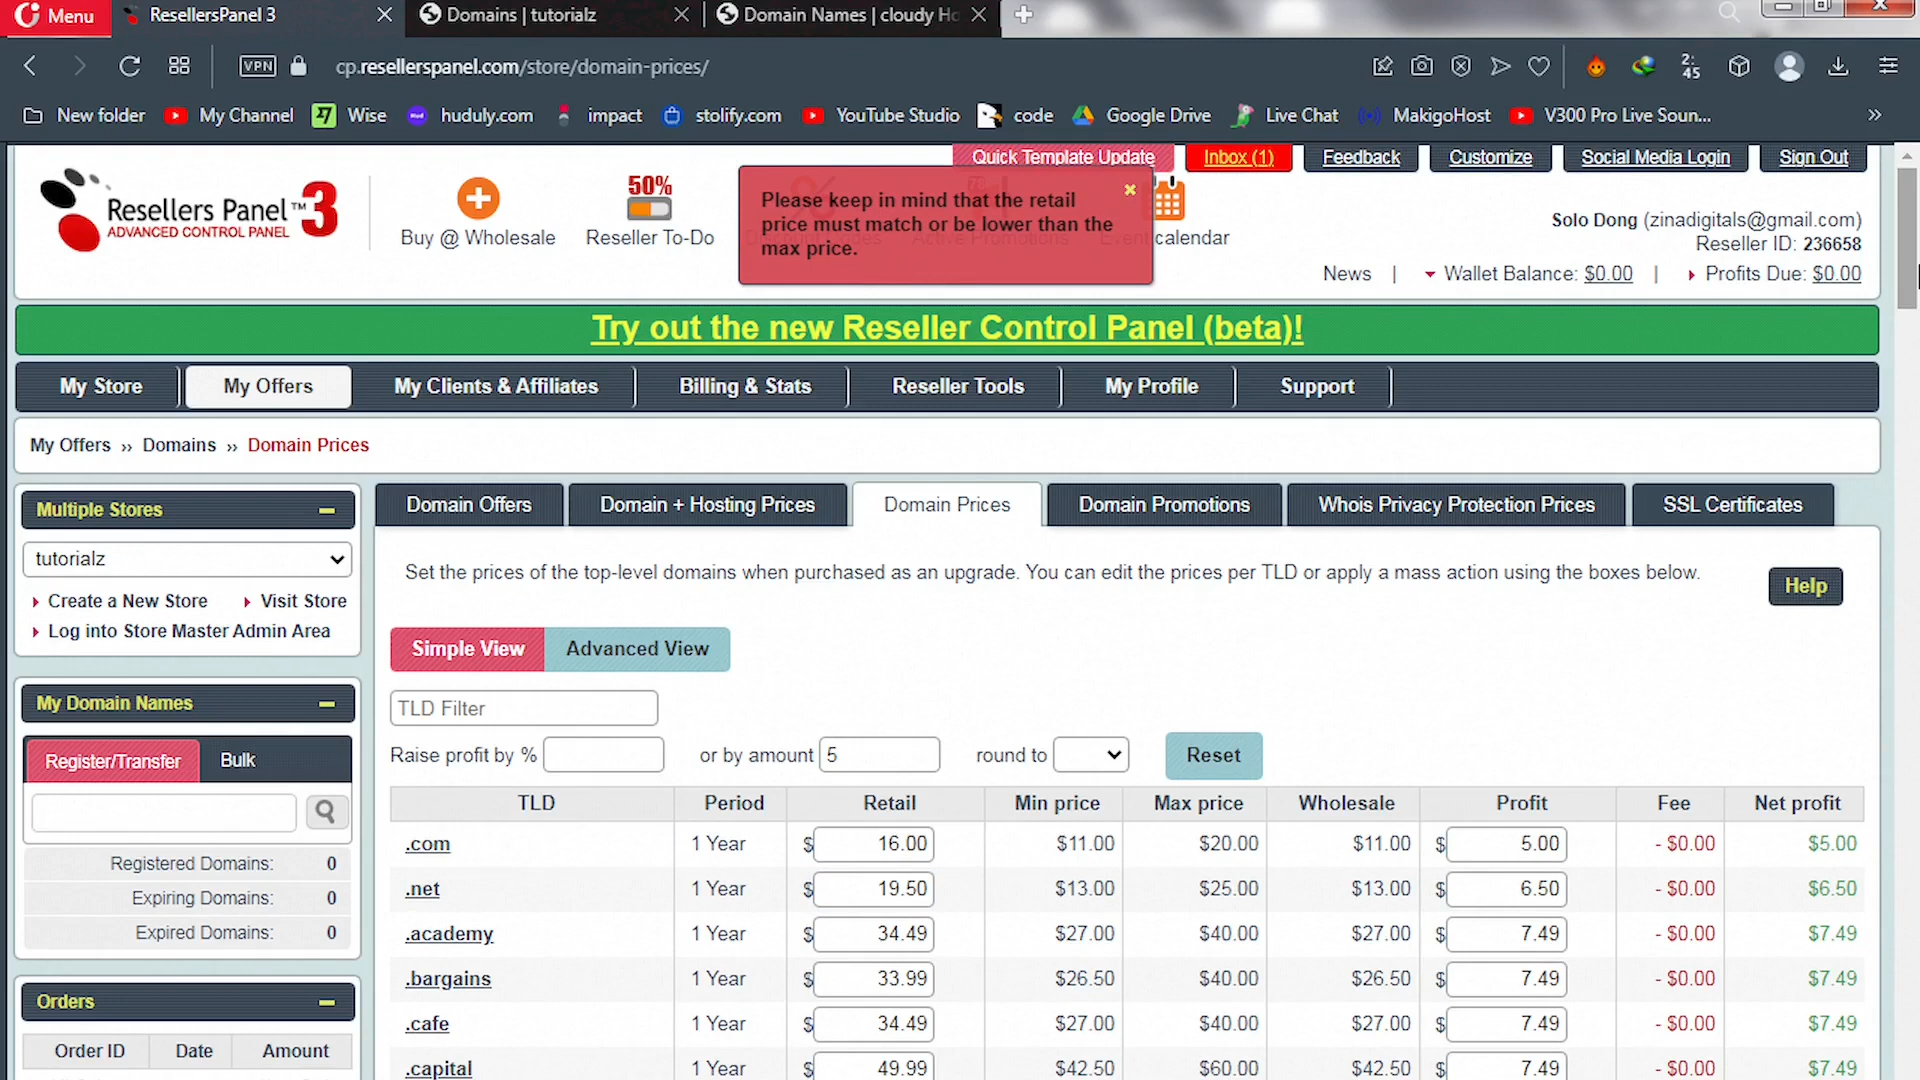 Menu
ResellersPanel 3
Domains | tutorialz
Domain Names | cloudy Ho
VPN
cp.resellerspanel.com/store/domain-prices/
2:45
New folder
My Channel
Wise
huduly.com
impact
stolify.com
YouTube Studio
code
Google Drive
Live Chat
MakigoHost
V300 Pro Live Soun...
Quick Template Update
Inbox (1)
Feedback
Customize
Social Media Login
Sign Out
Resellers Panel™ 3
ADVANCED CONTROL PANEL
Buy @ Wholesale
50%
Reseller To-Do
Please keep in mind that the retail
price must match or be lower than the
max price.
Solo Dong (zinadigitals@gmail.com)
Reseller ID: 236658
News | Wallet Balance: $0.00 | Profits Due: $0.00
Try out the new Reseller Control Panel (beta)!
My Store
My Offers
My Clients & Affiliates
Billing & Stats
Reseller Tools
My Profile
Support
My Offers ›› Domains ›› Domain Prices
Multiple Stores
tutorialz
Create a New Store
Visit Store
Log into Store Master Admin Area
My Domain Names
Register/Transfer
Bulk
Registered Domains: 0
Expiring Domains: 0
Expired Domains: 0
Orders
Order ID Date Amount
Domain Offers
Domain + Hosting Prices
Domain Prices
Domain Promotions
Whois Privacy Protection Prices
SSL Certificates
Set the prices of the top-level domains when purchased as an upgrade. You can edit the prices per TLD or apply a mass action using the boxes below.
Help
Simple View
Advanced View
TLD Filter
Raise profit by % or by amount 5 round to Reset
TLD Period Retail Min price Max price Wholesale Profit Fee Net profit
.com 1 Year $ 16.00 $11.00 $20.00 $11.00 $ 5.00 - $0.00 $5.00
.net 1 Year $ 19.50 $13.00 $25.00 $13.00 $ 6.50 - $0.00 $6.50
.academy 1 Year $ 34.49 $27.00 $40.00 $27.00 $ 7.49 - $0.00 $7.49
.bargains 1 Year $ 33.99 $26.50 $40.00 $26.50 $ 7.49 - $0.00 $7.49
.cafe 1 Year $ 34.49 $27.00 $40.00 $27.00 $ 7.49 - $0.00 $7.49
.capital 1 Year $ 49.99 $42.50 $60.00 $42.50 $ 7.49 - $0.00 $7.49